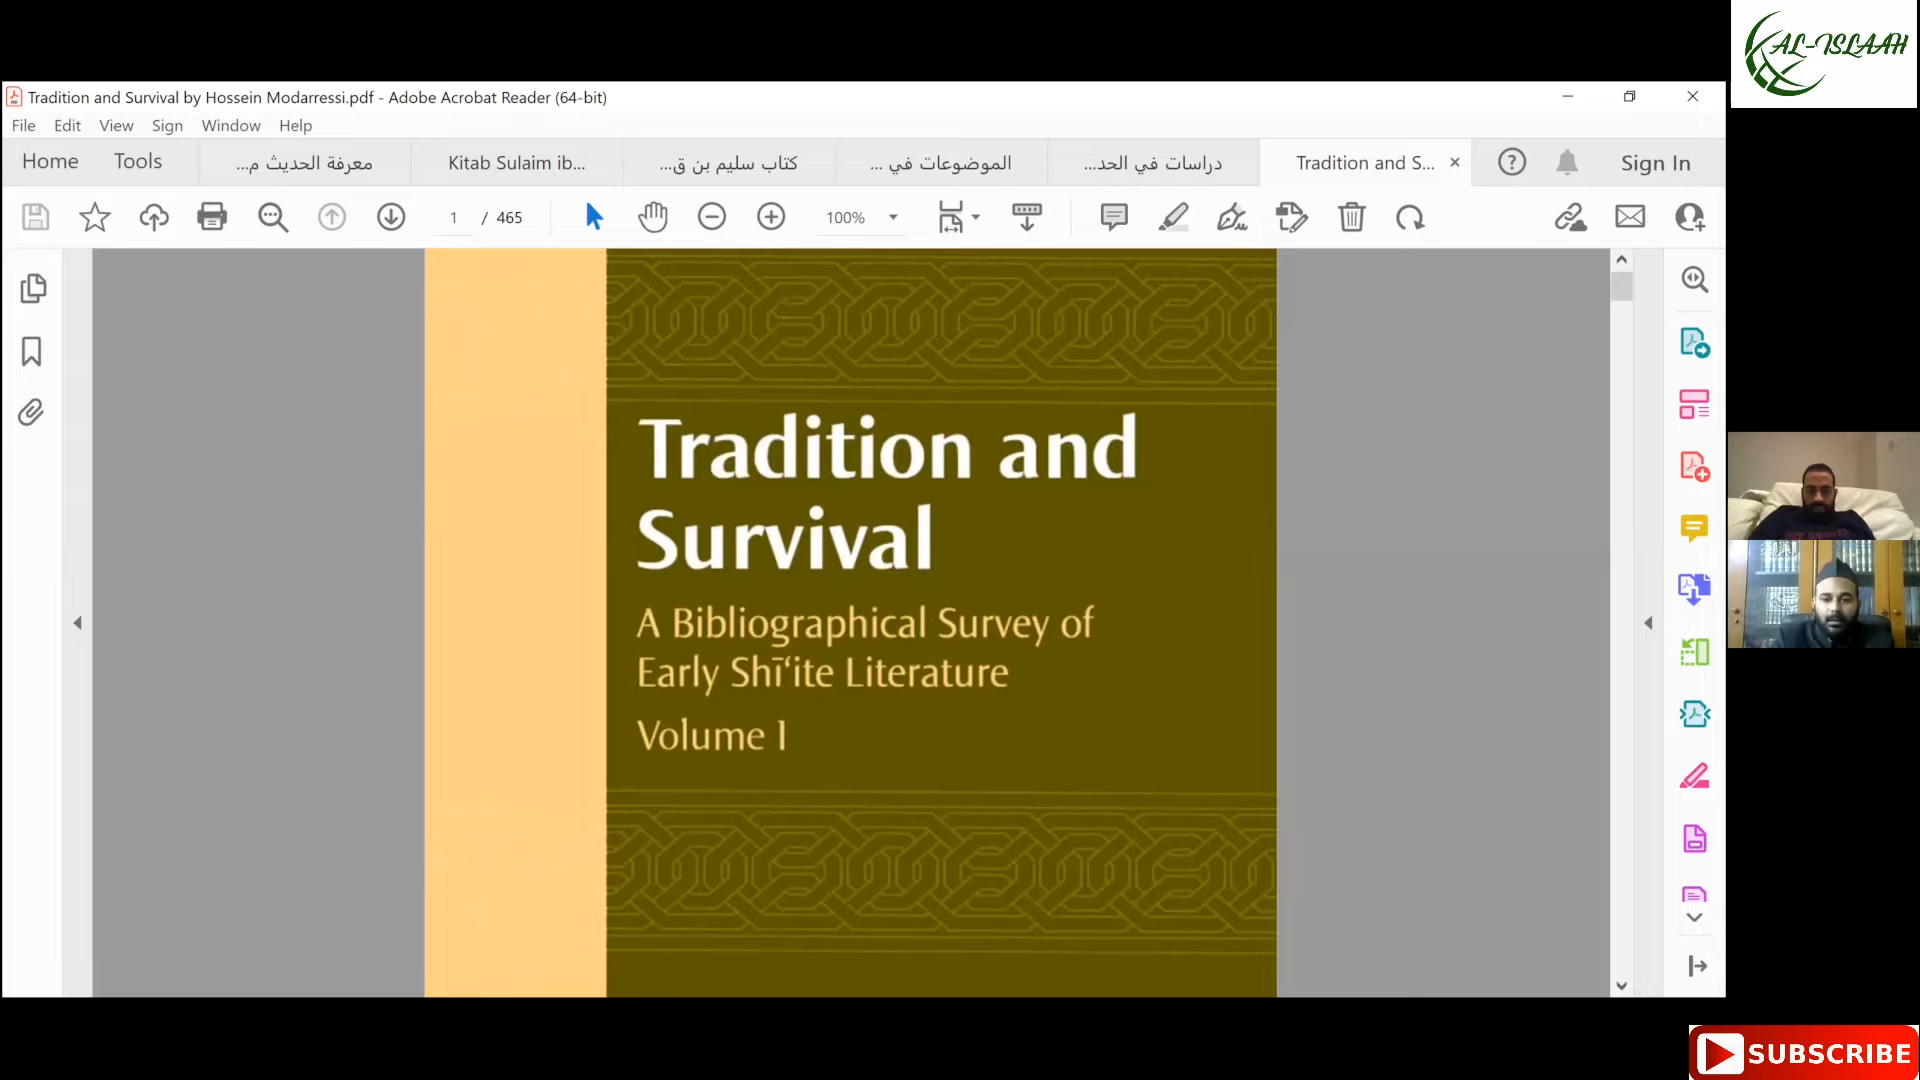 AL-ISLAAH
Tradition and Survival by Hossein Modarressi.pdf - Adobe Acrobat Reader (64-bit)
File Edit View Sign Window Help
Home Tools معرفة الحديث م... Kitab Sulaim ib... كتاب سليم بن ق... الموضوعات في ... دراسات في الحد... Tradition and S... Sign In
1 / 465 100%
Tradition and
Survival
A Bibliographical Survey of
Early Shī‘ite Literature
Volume I
SUBSCRIBE